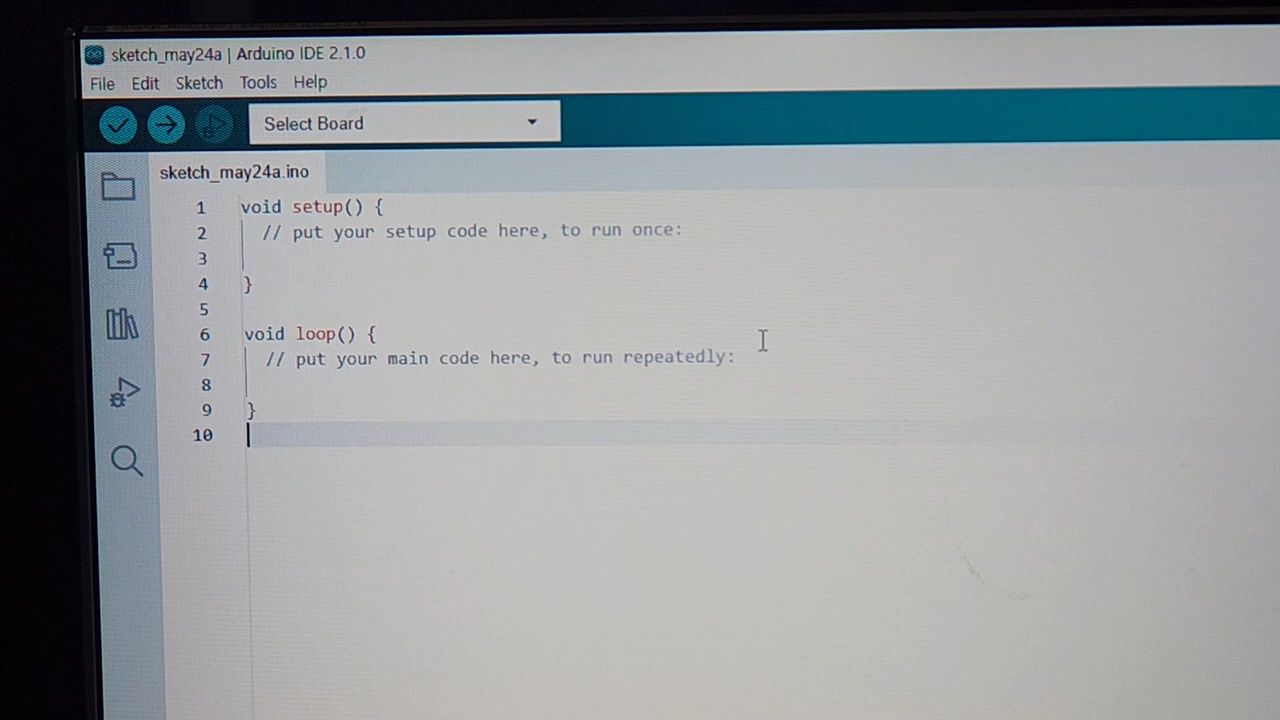 sketch_may24a | Arduino IDE 2.1.0
File Edit Sketch Tools Help
Select Board
sketch_may24a.ino
1 void setup() {
2 // put your setup code here, to run once:
3
4 }
5
6 void loop() {
7 // put your main code here, to run repeatedly:
8
9 }
10